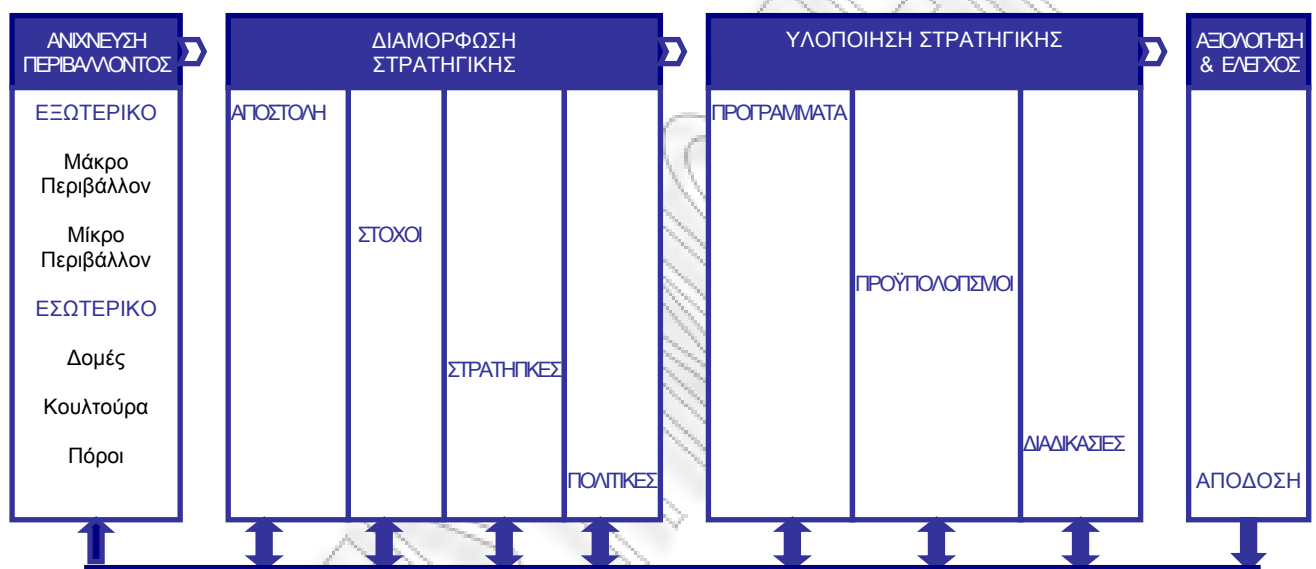 ΑΝΙΧΝΕΥΣΗ
ΠΕΡΙΒΑΛΛΟΝΤΟΣ
ΕΞΩΤΕΡΙΚΟ
Μάκρο
Περιβάλλον
Μίκρο
Περιβάλλον
ΕΣΩΤΕΡΙΚΟ
Δομές
Κουλτούρα
Πόροι
ΔΙΑΜΟΡΦΩΣΗ
ΣΤΡΑΤΗΓΙΚΗΣ
ΑΠΟΣΤΟΛΗ
ΣΤΟΧΟΙ
ΣΤΡΑΤΗΓΙΚΕΣ
ΠΟΛΙΤΙΚΕΣ
ΥΛΟΠΟΙΗΣΗ ΣΤΡΑΤΗΓΙΚΗΣ
ΠΡΟΓΡΑΜΜΑΤΑ
ΠΡΟΫΠΟΛΟΓΙΣΜΟΙ
ΔΙΑΔΙΚΑΣΙΕΣ
ΑΞΙΟΛΟΓΗΣΗ
& ΕΛΕΓΧΟΣ
ΑΠΟΔΟΣΗ